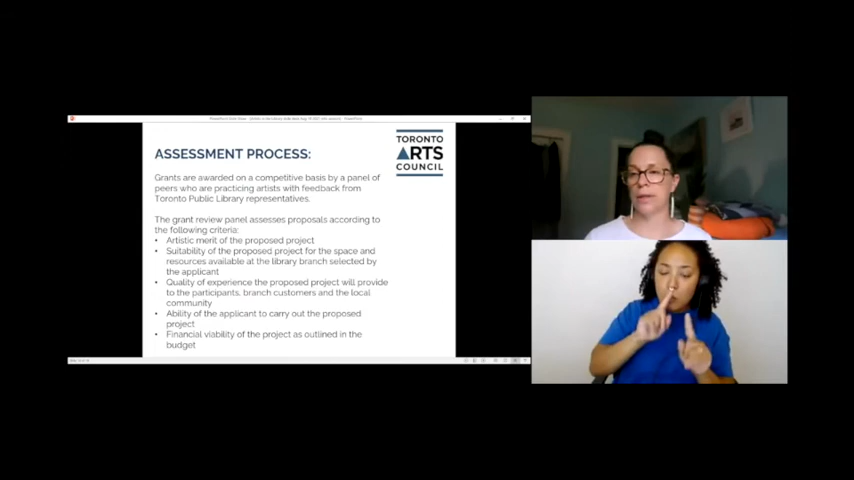 TORONTO
ARTS
COUNCIL
ASSESSMENT PROCESS:
Grants are awarded on a competitive basis by a panel of
peers who are practicing artists with feedback from
Toronto Public Library representatives.
The grant review panel assesses proposals according to
the following criteria:
• Artistic merit of the proposed project
• Suitability of the proposed project for the space and
resources available at the library branch selected by
the applicant
• Quality of experience the proposed project will provide
to the participants, branch customers and the local
community
• Ability of the applicant to carry out the proposed
project
• Financial viability of the project as outlined in the
budget